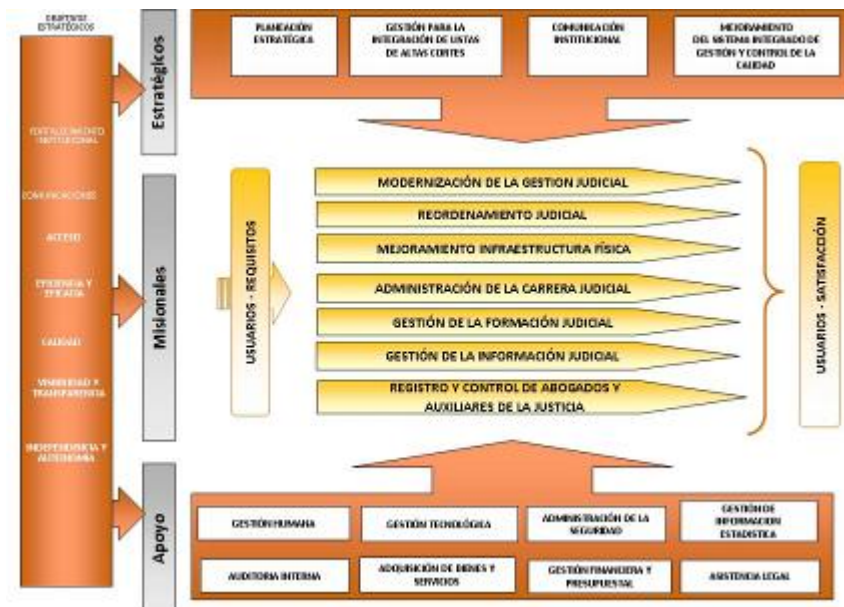 OBJETIVOS
ESTRATÉGICOS
FORTALECIMIENTO
INSTITUCIONAL
COMUNICACIONES
ACCESO
EFICIENCIA Y
EFICACIA
CALIDAD
VISIBILIDAD Y
TRANSPARENCIA
INDEPENDENCIA Y
AUTONOMÍA
Estratégicos
PLANEACIÓN
ESTRATÉGICA
GESTIÓN PARA LA
INTEGRACIÓN DE LISTAS
DE ALTAS CORTES
COMUNICACIÓN
INSTITUCIONAL
MEJORAMIENTO
DEL SISTEMA INTEGRADO DE
GESTIÓN Y CONTROL DE LA
CALIDAD
Misionales
USUARIOS - REQUISITOS
MODERNIZACIÓN DE LA GESTION JUDICIAL
REORDENAMIENTO JUDICIAL
MEJORAMIENTO INFRAESTRUCTURA FÍSICA
ADMINISTRACIÓN DE LA CARRERA JUDICIAL
GESTIÓN DE LA FORMACIÓN JUDICIAL
GESTIÓN DE LA INFORMACIÓN JUDICIAL
REGISTRO Y CONTROL DE ABOGADOS Y
AUXILIARES DE LA JUSTICIA
USUARIOS - SATISFACCIÓN
Apoyo
GESTIÓN HUMANA
GESTIÓN TECNOLÓGICA
ADMINISTRACIÓN DE LA
SEGURIDAD
GESTIÓN DE
INFORMACION
ESTADISTICA
AUDITORIA INTERNA
ADQUISICIÓN DE BIENES Y
SERVICIOS
GESTIÓN FINANCIERA Y
PRESUPUESTAL
ASISTENCIA LEGAL